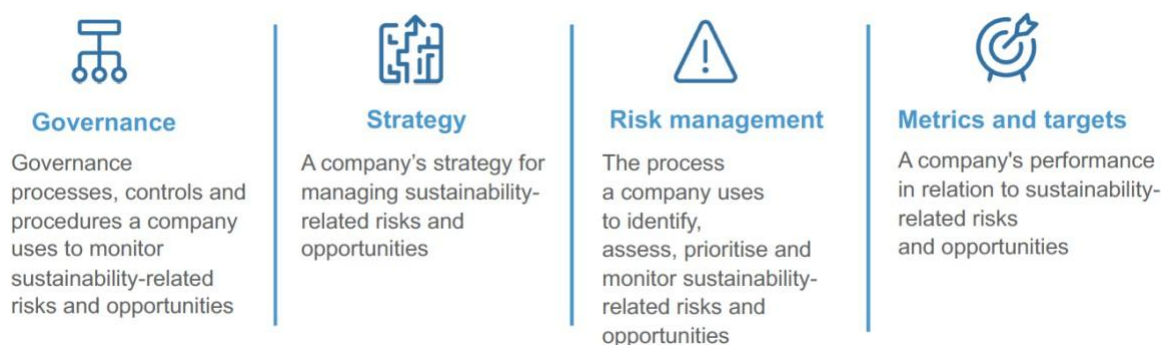 Governance
Governance
processes, controls and
procedures a company
uses to monitor
sustainability-related
risks and opportunities
Strategy
A company's strategy for
managing sustainability-
related risks and
opportunities
Risk management
The process
a company uses
to identify,
assess, prioritise and
monitor sustainability-
related risks and
opportunities
Metrics and targets
A company's performance
in relation to sustainability-
related risks
and opportunities